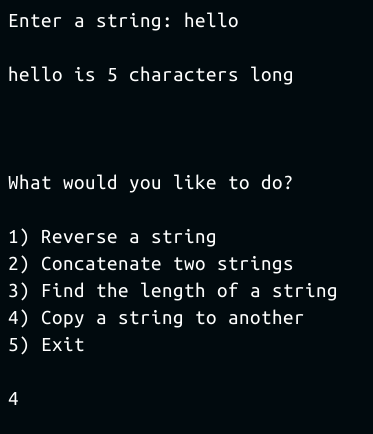 Enter a string: hello
hello is 5 characters long
What would you like to do?
1) Reverse a string
2) Concatenate two strings
3) Find the length of a string
4) Copy a string to another
5) Exit
4